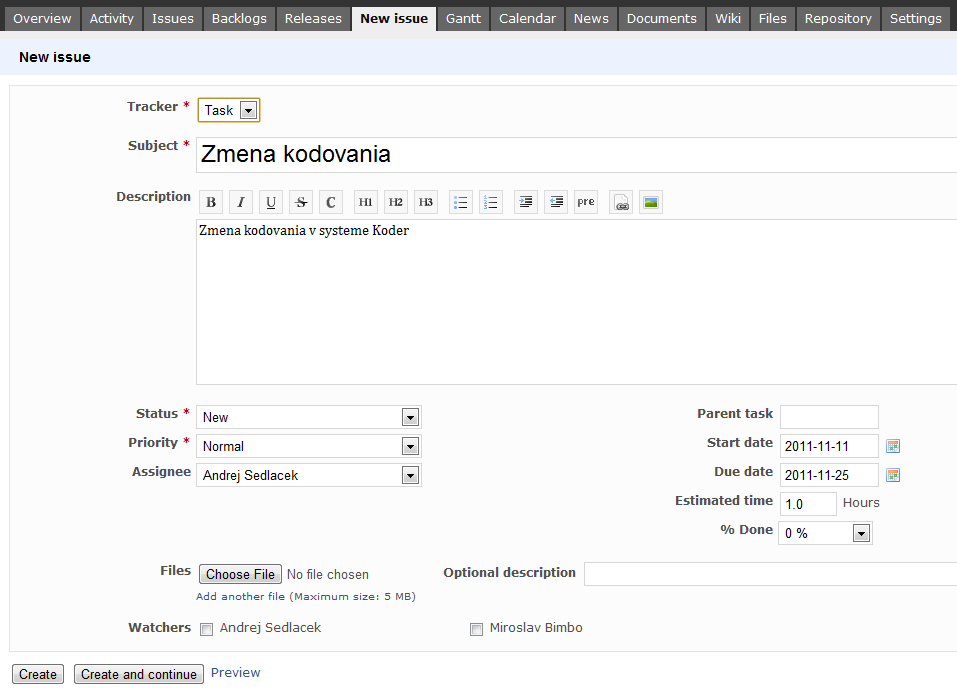 Overview Activity Issues Backlogs Releases New issue Gantt Calendar News Documents Wiki Files Repository Settings
New issue
Tracker * Task
Subject * Zmena kodovania
Description B I U S C H1 H2 H3 pre
Zmena kodovania v systeme Koder
Status * New Parent task
Priority * Normal Start date 2011-11-11
Assignee Andrej Sedlacek Due date 2011-11-25
Estimated time 1.0 Hours
% Done 0 %
Files Choose File No file chosen Optional description
Add another file (Maximum size: 5 MB)
Watchers Andrej Sedlacek Miroslav Bimbo
Create Create and continue Preview